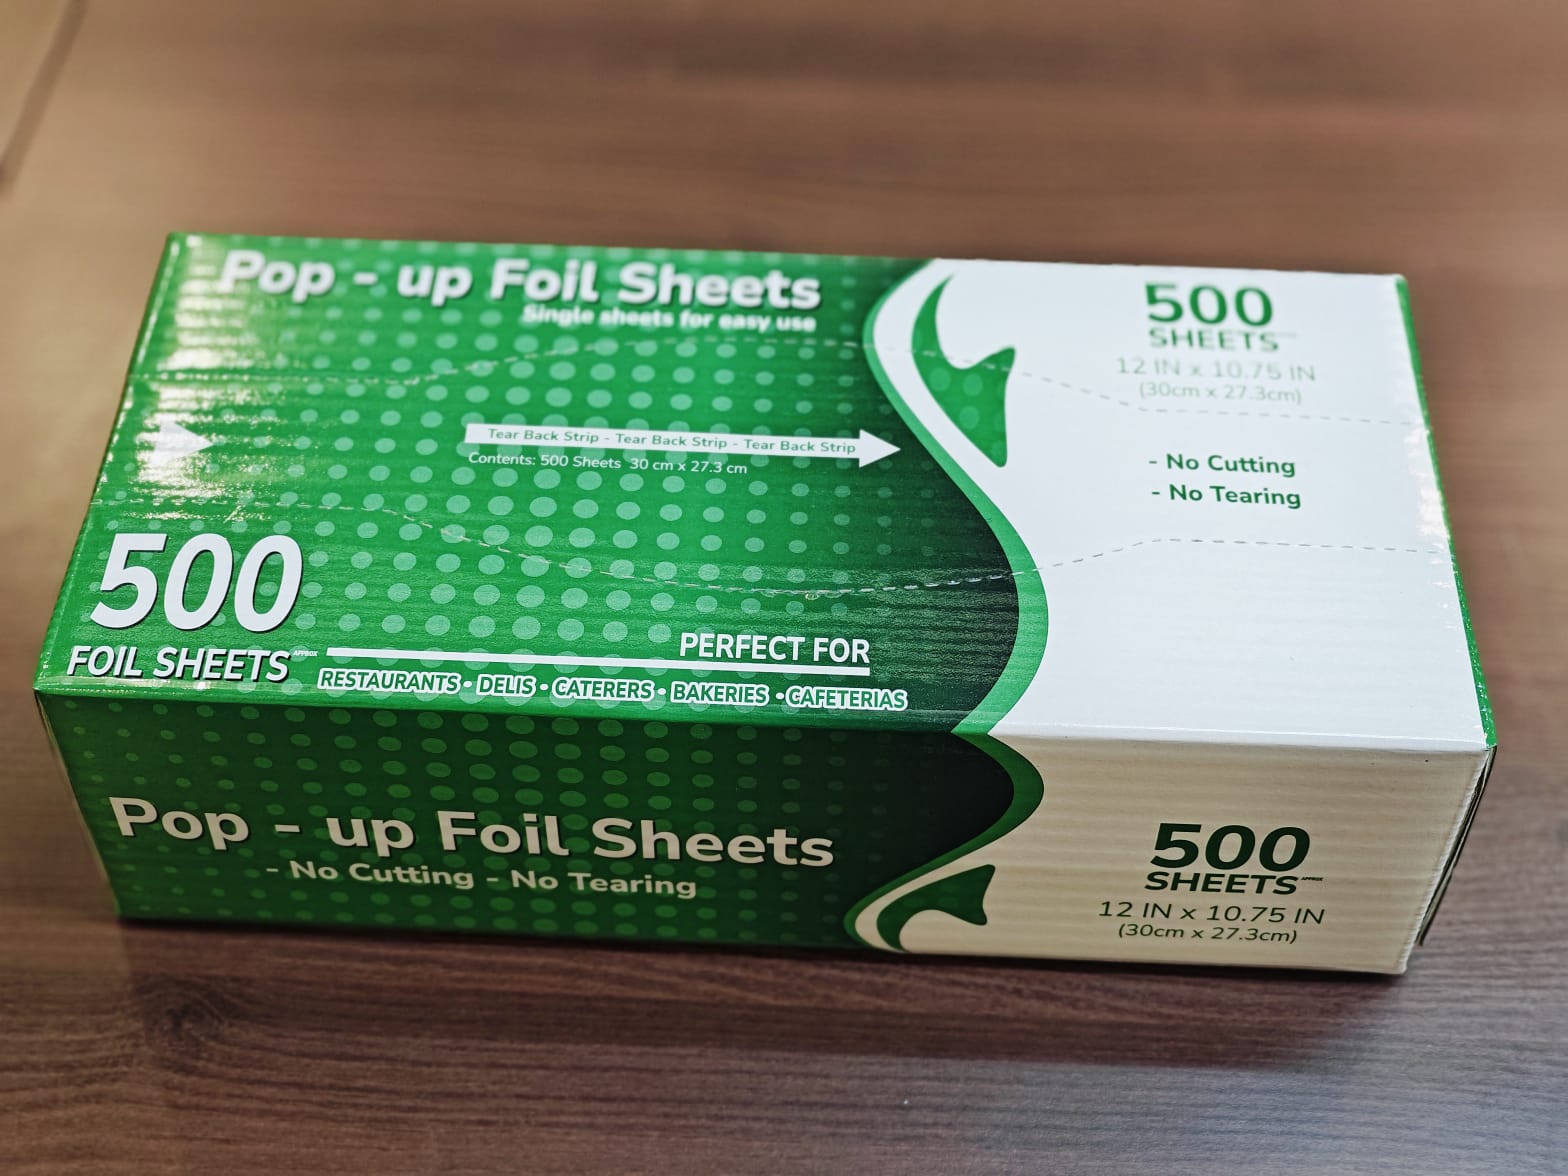 Pop - up Foil Sheets
Single sheets for easy use
500
SHEETS
12 IN x 10.75 IN
(30cm x 27.3cm)
Tear Back Strip - Tear Back Strip - Tear Back Strip
Contents: 500 Sheets 30 cm x 27.3 cm
- No Cutting
- No Tearing
500
FOIL SHEETS APPROX
PERFECT FOR
RESTAURANTS • DELIS • CATERERS • BAKERIES • CAFETERIAS
Pop - up Foil Sheets
- No Cutting - No Tearing
500
SHEETS APPROX
12 IN x 10.75 IN
(30cm x 27.3cm)